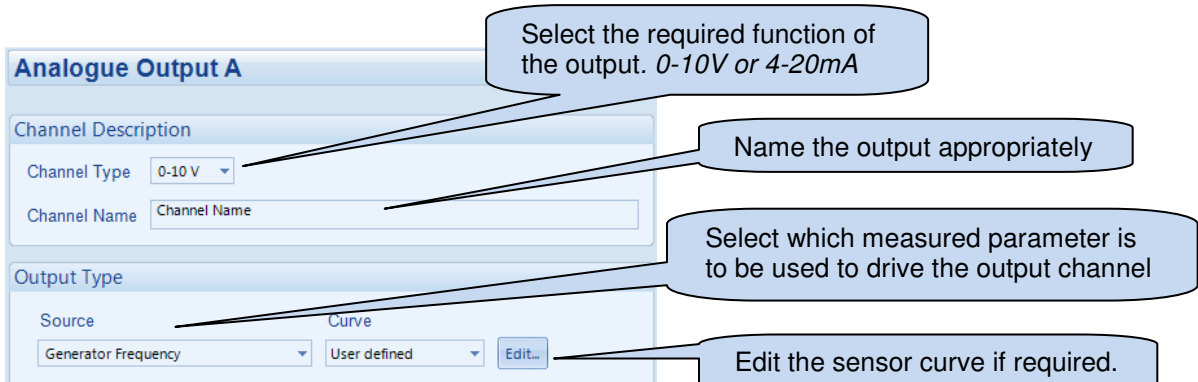 Select the required function of
the output. 0-10V or 4-20mA
Analogue Output A
Channel Description
Channel Type 0-10 V
Name the output appropriately
Channel Name Channel Name
Select which measured parameter is
to be used to drive the output channel
Output Type
Source Curve
Generator Frequency User defined Edit...
Edit the sensor curve if required.